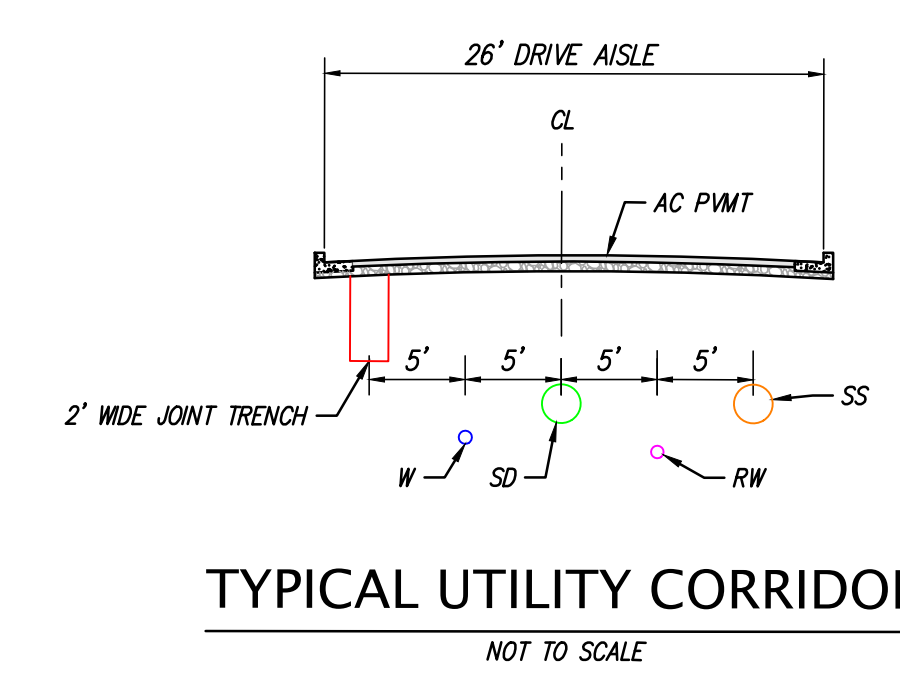 26' DRIVE AISLE
CL
AC PVMT
5' 5' 5' 5'
SS
2' WIDE JOINT TRENCH
W SD RW
TYPICAL UTILITY CORRIDO
NOT TO SCALE